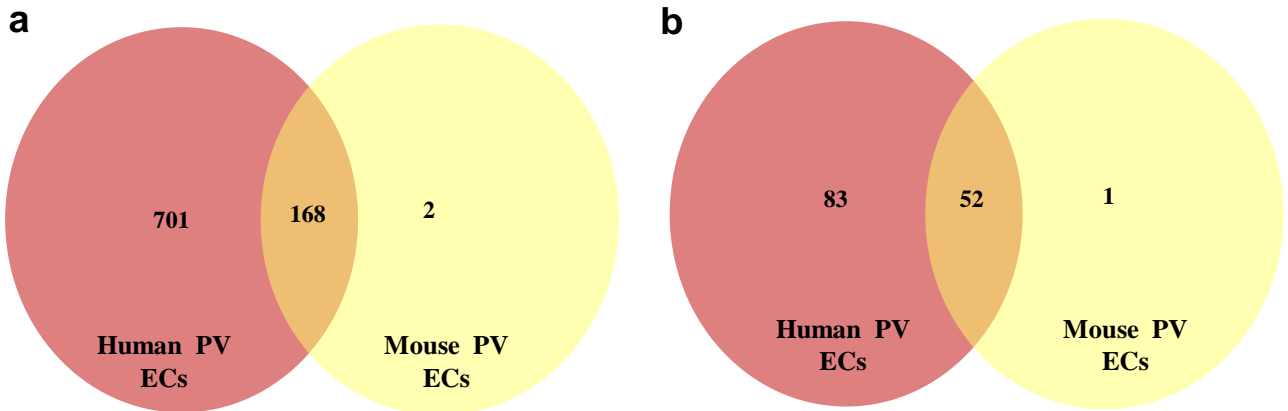 a
701
168
2
Human PV
ECs
Mouse PV
ECs
b
83
52
1
Human PV
ECs
Mouse PV
ECs